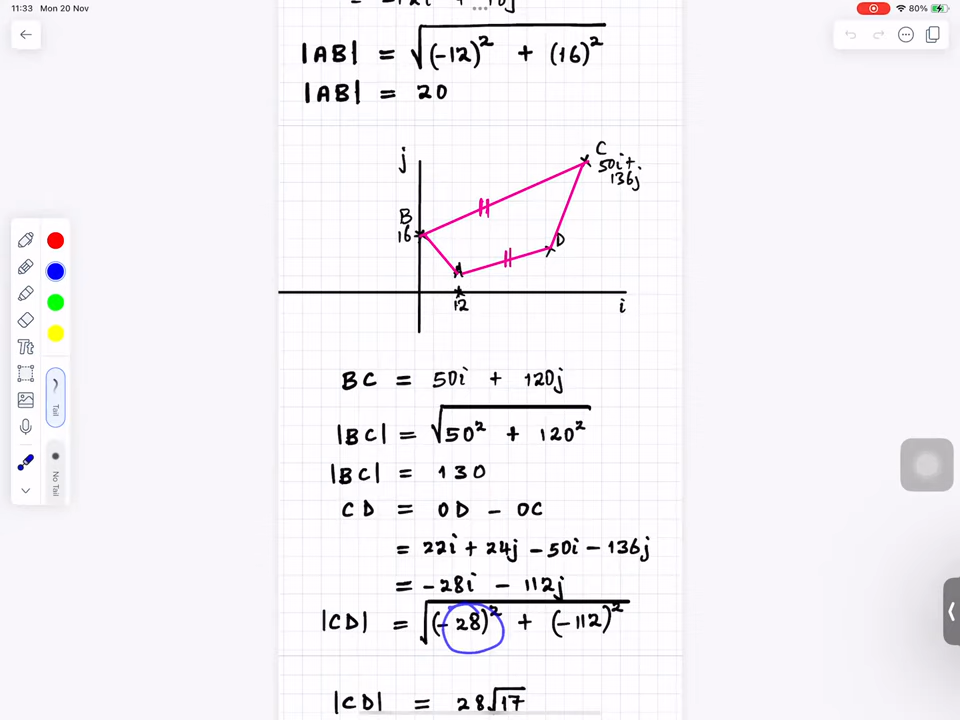 11:33 Mon 20 Nov
80%
|AB| = √(-12)² + (16)²
|AB| = 20
j
C
50i+
136j
B
16
D
A
12
i
BC = 50i + 120j
|BC| = √50² + 120²
|BC| = 130
CD = OD - OC
= 22i + 24j - 50i - 136j
= -28i - 112j
|CD| = √(-28)² + (-112)²
|CD| = 28√17
Tt
Tail
No Tail